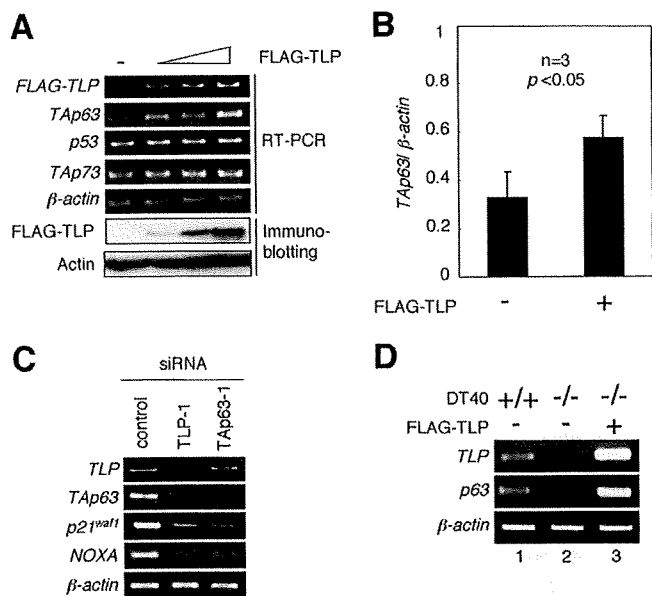 A
- FLAG-TLP
FLAG-TLP
TAp63
p53
TAp73
β-actin
RT-PCR
FLAG-TLP
Actin
Immuno-
blotting
B
n=3
p<0.05
TAp63/ β-actin
1
0.8
0.6
0.4
0.2
0
FLAG-TLP - +
C
siRNA
control TLP-1 TAp63-1
TLP
TAp63
p21waf1
NOXA
β-actin
D
DT40 +/+ -/- -/-
FLAG-TLP - - +
TLP
p63
β-actin
1 2 3